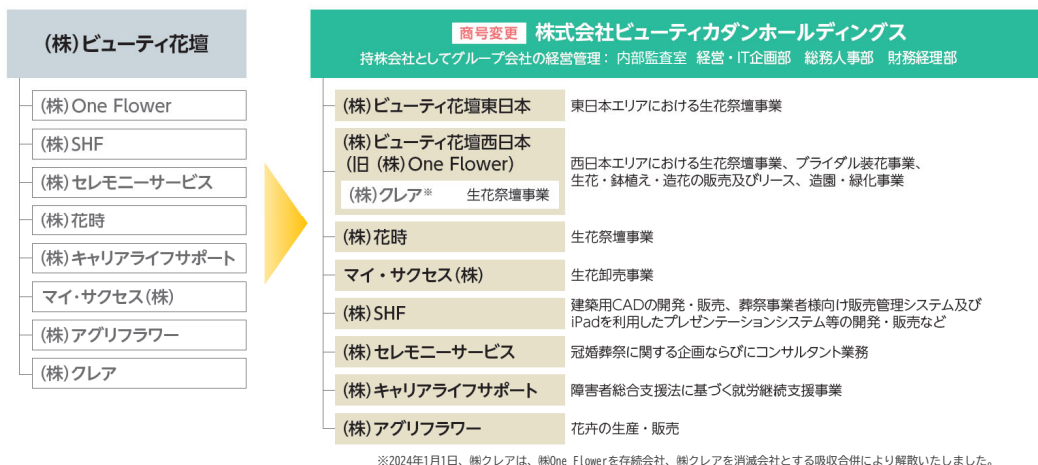 (株)ビューティ花壇
(株)One Flower
(株)SHF
(株)セレモニーサービス
(株)花時
(株)キャリアライフサポート
マイ・サクセス(株)
(株)アグリフラワー
(株)クレア
商号変更 株式会社ビューティカダンホールディングス
持株会社としてグループ会社の経営管理： 内部監査室 経営・IT企画部 総務人事部 財務経理部
(株)ビューティ花壇東日本 東日本エリアにおける生花祭壇事業
(株)ビューティ花壇西日本
(旧 (株)One Flower)
(株)クレア※ 生花祭壇事業
西日本エリアにおける生花祭壇事業、ブライダル装花事業、
生花・鉢植え・造花の販売及びリース、造園・緑化事業
(株)花時 生花祭壇事業
マイ・サクセス(株) 生花卸売事業
(株)SHF
建築用CADの開発・販売、葬祭事業者様向け販売管理システム及び
iPadを利用したプレゼンテーションシステム等の開発・販売など
(株)セレモニーサービス 冠婚葬祭に関する企画ならびにコンサルタント業務
(株)キャリアライフサポート 障害者総合支援法に基づく就労継続支援事業
(株)アグリフラワー 花卉の生産・販売
※2024年1月1日、㈱クレアは、㈱One Flowerを存続会社、㈱クレアを消滅会社とする吸収合併により解散いたしました。